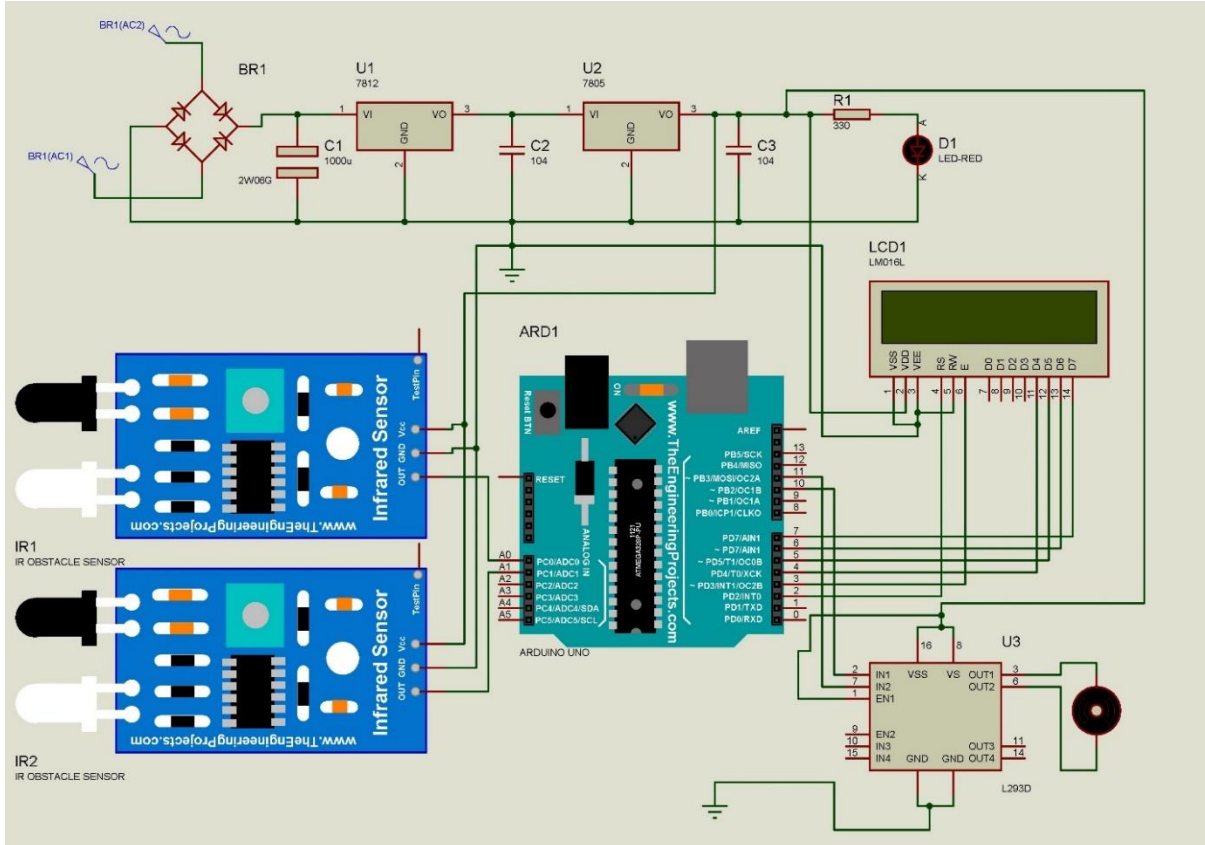 BR1(AC2)
BR1
BR1(AC1)
2W06G
C1
1000u
U1
7812
1
VI
VO
3
GND
2
C2
104
U2
7805
1
VI
VO
3
GND
2
C3
104
R1
330
A
D1
LED-RED
K
LCD1
LM016L
VSS
VDD
VEE
RS
RW
E
D0
D1
D2
D3
D4
D5
D6
D7
1
2
3
4
5
6
7
8
9
10
11
12
13
14
TestPin
Vcc
GND
OUT
Infrared Sensor
www.TheEngineeringProjects.com
IR1
IR OBSTACLE SENSOR
TestPin
Vcc
GND
OUT
Infrared Sensor
www.TheEngineeringProjects.com
IR2
IR OBSTACLE SENSOR
ARD1
Reset BTN
ON
www.TheEngineeringProjects.com
RESET
ANALOG IN
1121
ATMEGA328P-PU
A0 PC0/ADC0
A1 PC1/ADC1
A2 PC2/ADC2
A3 PC3/ADC3
A4 PC4/ADC4/SDA
A5 PC5/ADC5/SCL
AREF
PB5/SCK 13
PB4/MISO 12
~ PB3/MOSI/OC2A 11
~ PB2/OC1B 10
~ PB1/OC1A 9
PB0/ICP1/CLKO 8
PD7/AIN1 7
~ PD7/AIN1 6
~ PD5/T1/OC0B 5
PD4/T0/XCK 4
~ PD3/INT1/OC2B 3
PD2/INT0 2
PD1/TXD 1
PD0/RXD 0
ARDUINO UNO
U3
16
8
2 IN1 VSS VS OUT1 3
7 IN2 OUT2 6
1 EN1
9 EN2
10 IN3 OUT3 11
15 IN4 GND GND OUT4 14
L293D